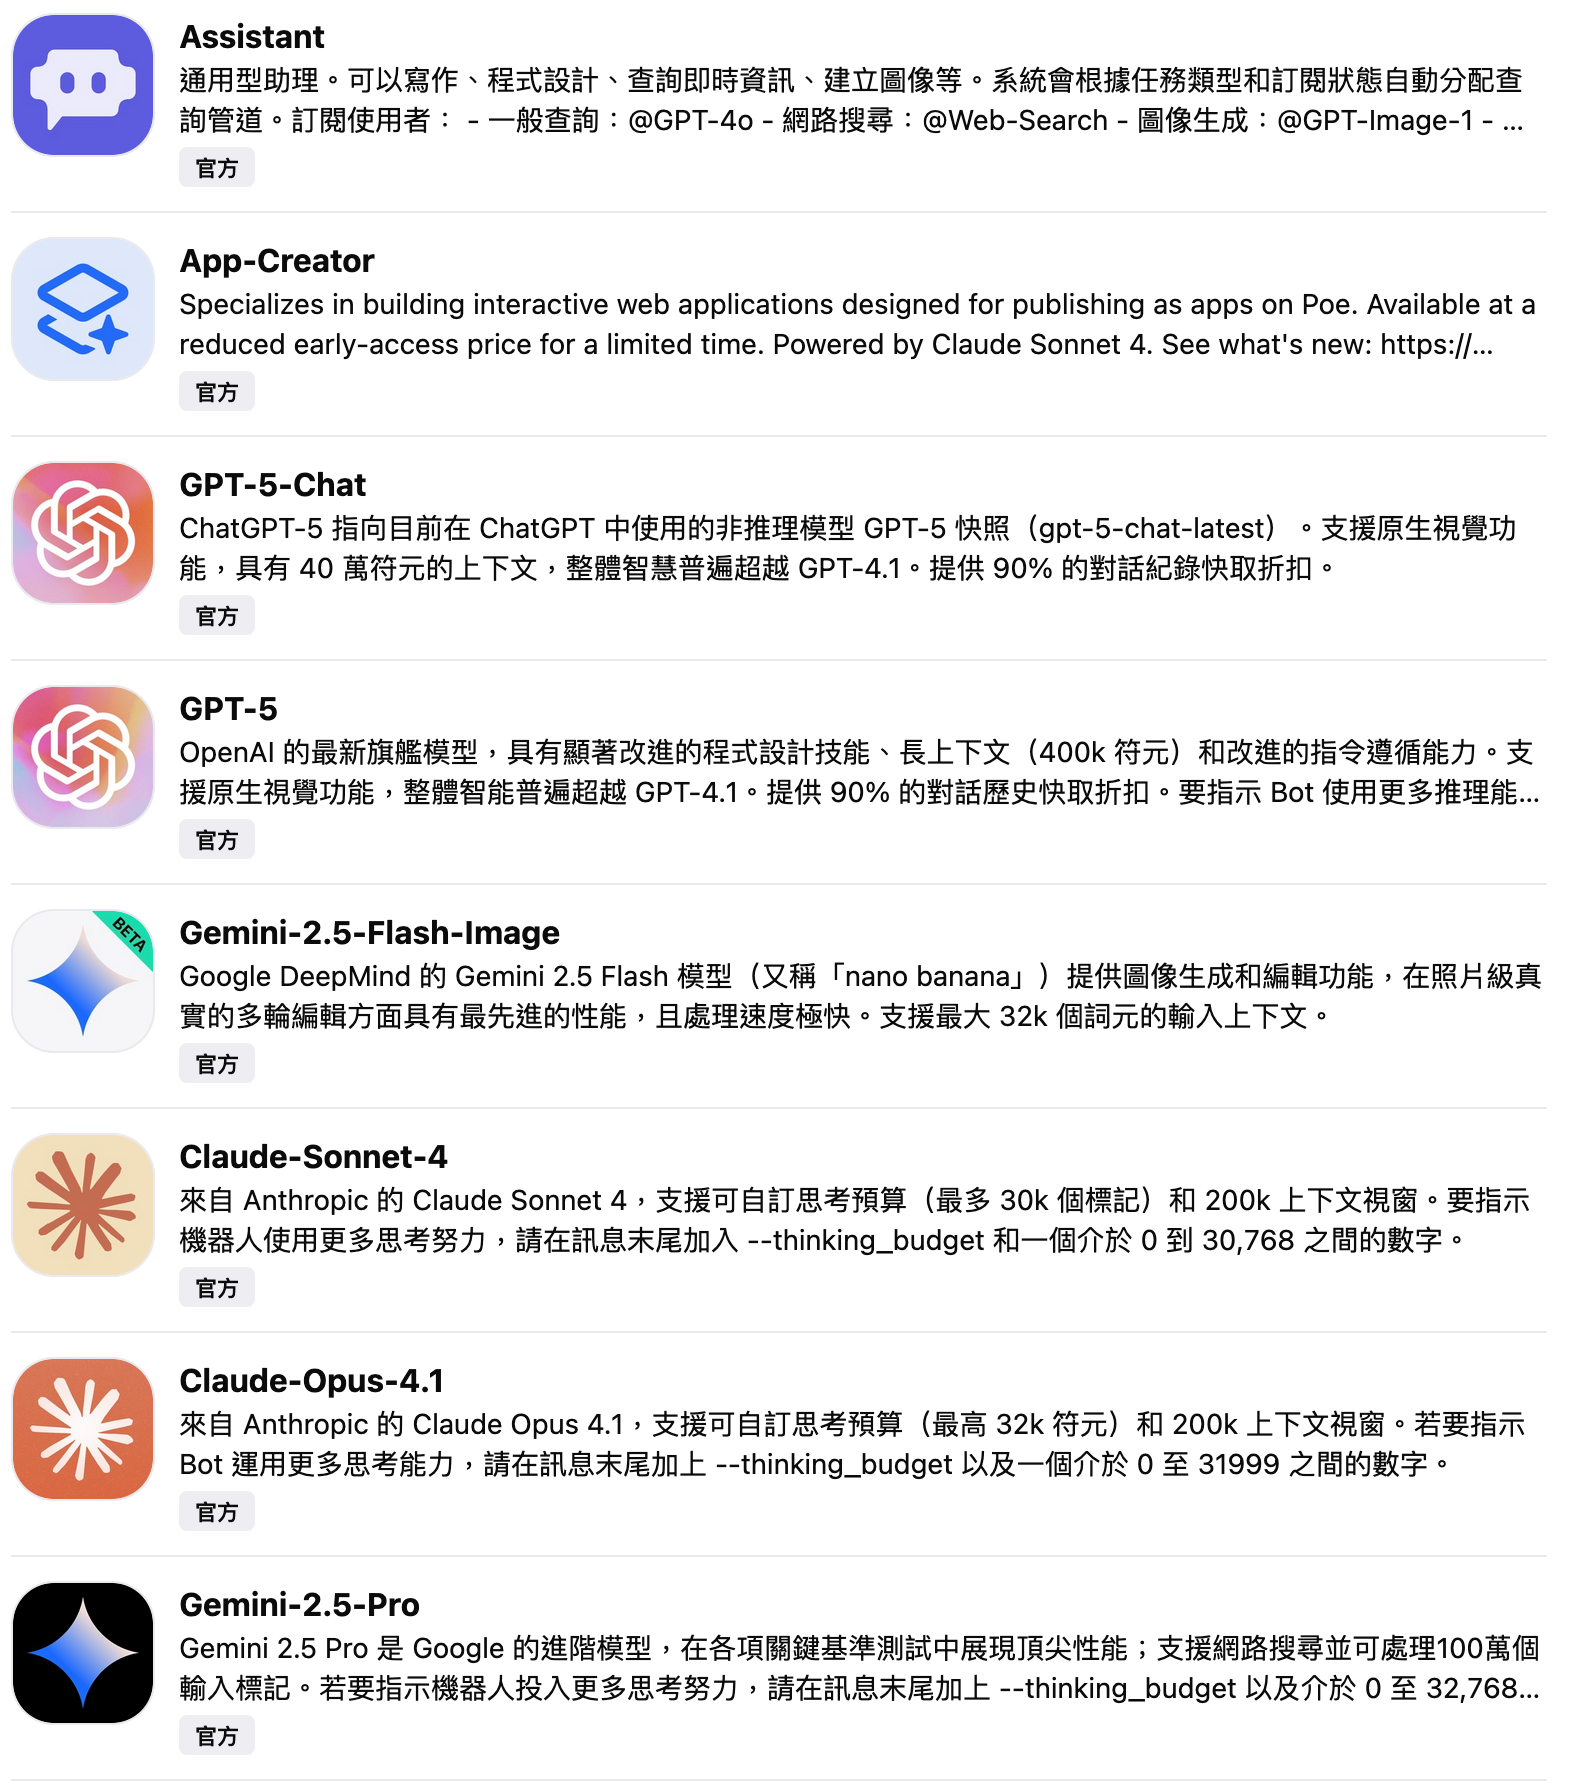 Assistant
通用型助理。可以寫作、程式設計、查詢即時資訊、建立圖像等。系統會根據任務類型和訂閱狀態自動分配查
詢管道。訂閱使用者： - 一般查詢：@GPT-4o - 網路搜尋：@Web-Search - 圖像生成：@GPT-Image-1 - ...
官方
App-Creator
Specializes in building interactive web applications designed for publishing as apps on Poe. Available at a
reduced early-access price for a limited time. Powered by Claude Sonnet 4. See what's new: https://...
官方
GPT-5-Chat
ChatGPT-5 指向目前在 ChatGPT 中使用的非推理模型 GPT-5 快照（gpt-5-chat-latest）。支援原生視覺功
能，具有 40 萬符元的上下文，整體智慧普遍超越 GPT-4.1。提供 90% 的對話紀錄快取折扣。
官方
GPT-5
OpenAI 的最新旗艦模型，具有顯著改進的程式設計技能、長上下文（400k 符元）和改進的指令遵循能力。支
援原生視覺功能，整體智能普遍超越 GPT-4.1。提供 90% 的對話歷史快取折扣。要指示 Bot 使用更多推理能...
官方
BETA
Gemini-2.5-Flash-Image
Google DeepMind 的 Gemini 2.5 Flash 模型（又稱「nano banana」）提供圖像生成和編輯功能，在照片級真
實的多輪編輯方面具有最先進的性能，且處理速度極快。支援最大 32k 個詞元的輸入上下文。
官方
Claude-Sonnet-4
來自 Anthropic 的 Claude Sonnet 4，支援可自訂思考預算（最多 30k 個標記）和 200k 上下文視窗。要指示
機器人使用更多思考努力，請在訊息末尾加入 --thinking_budget 和一個介於 0 到 30,768 之間的數字。
官方
Claude-Opus-4.1
來自 Anthropic 的 Claude Opus 4.1，支援可自訂思考預算（最高 32k 符元）和 200k 上下文視窗。若要指示
Bot 運用更多思考能力，請在訊息末尾加上 --thinking_budget 以及一個介於 0 至 31999 之間的數字。
官方
Gemini-2.5-Pro
Gemini 2.5 Pro 是 Google 的進階模型，在各項關鍵基準測試中展現頂尖性能；支援網路搜尋並可處理100萬個
輸入標記。若要指示機器人投入更多思考努力，請在訊息末尾加上 --thinking_budget 以及介於 0 至 32,768...
官方